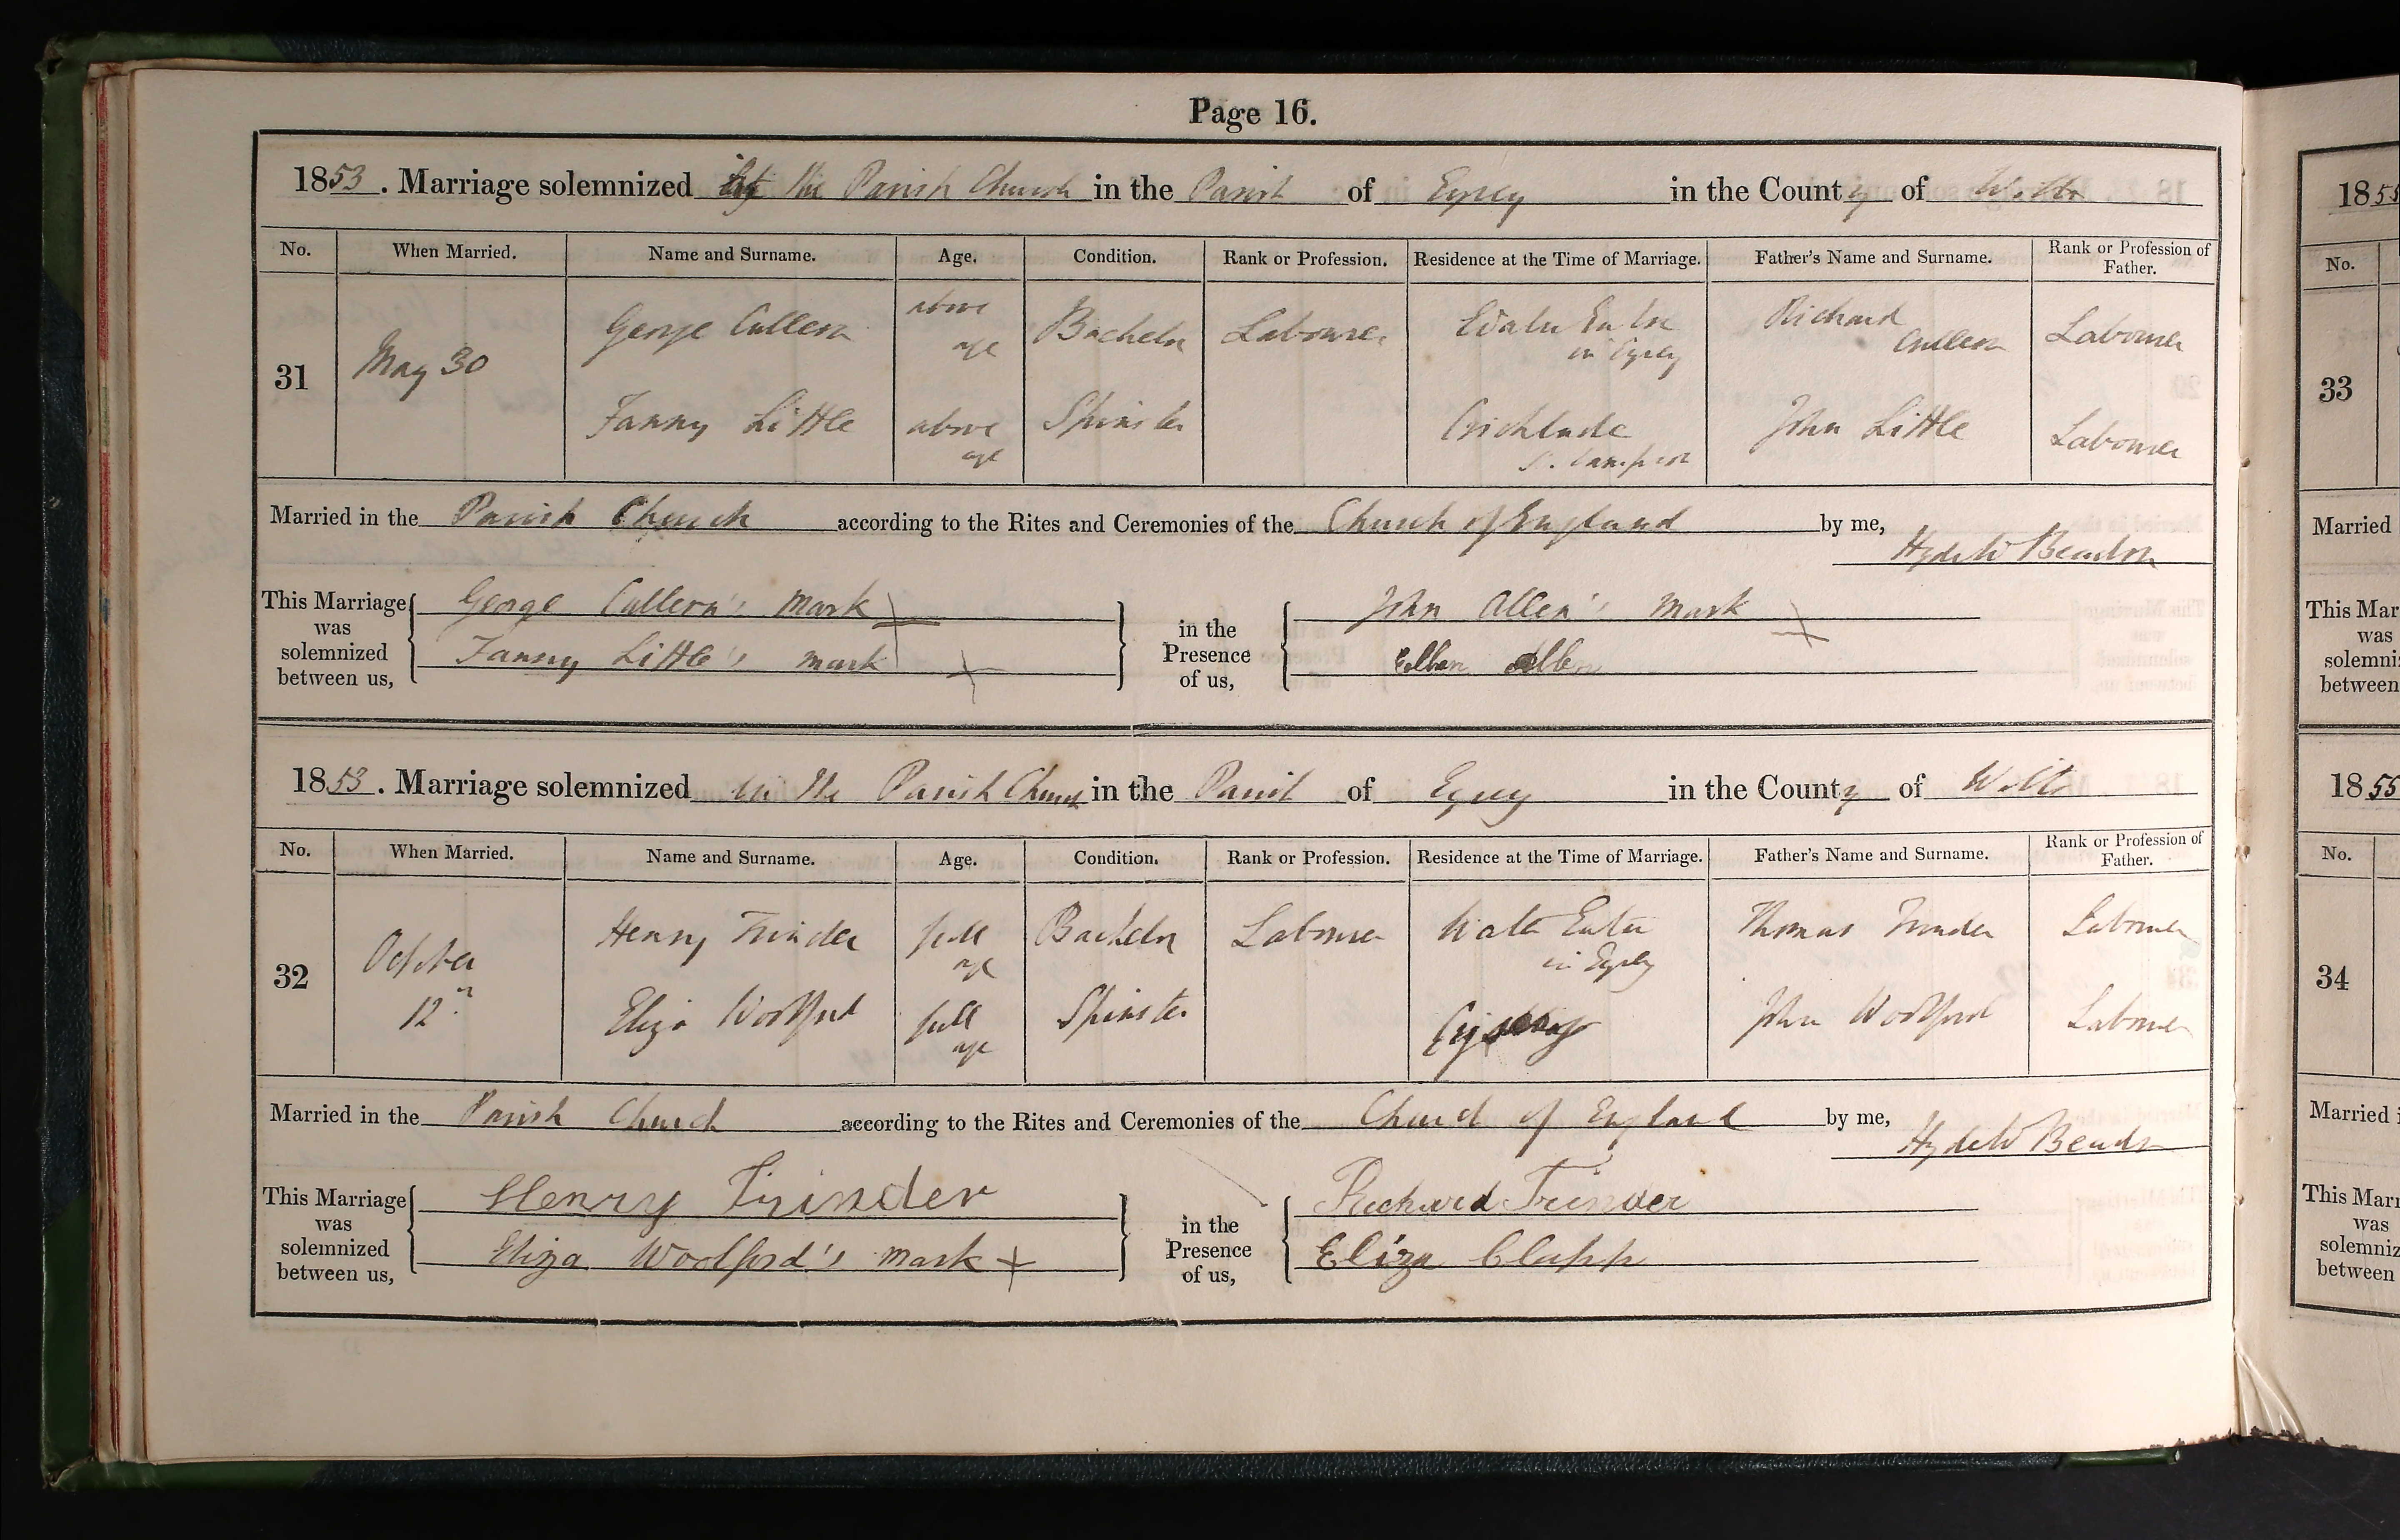 Page 16.
1853. Marriage solemnized in the Parish Church in the Parish of Eysey in the County of Wilts
No. When Married. Name and Surname. Age. Condition. Rank or Profession. Residence at the Time of Marriage. Father's Name and Surname. Rank or Profession of Father.
31 May 30 George Cullern above age Bachelor Labourer in Eysey Richard Cullern Labourer
Fanny Little above age Spinster Crichlade St. Sampson John Little Labourer
Married in the Parish Church according to the Rites and Ceremonies of the Church of England by me, Hyde W Beadon
This Marriage was solemnized between us, George Cullern's mark
Fanny Little's mark
in the Presence of us, John Allen's mark
Ellen Allen
1853. Marriage solemnized in the Parish Church in the Parish of Eysey in the County of Wilts
No. When Married. Name and Surname. Age. Condition. Rank or Profession. Residence at the Time of Marriage. Father's Name and Surname. Rank or Profession of Father.
32 October 12th Henry Trinder full age Bachelor Labourer Water Eaton in Eysey Thomas Trinder Labourer
Eliza Woolford full age Spinster John Woolford Labourer
Married in the Parish Church according to the Rites and Ceremonies of the Church of England by me, Hyde W Beadon
This Marriage was solemnized between us, Henry Trinder
Eliza Woolford's mark
in the Presence of us, Richard Trinder
Eliza Clapp
1855
No.
33
Married
This Mar
was
solemni
between
1855
No.
34
Married i
This Marr
was
solemniz
between